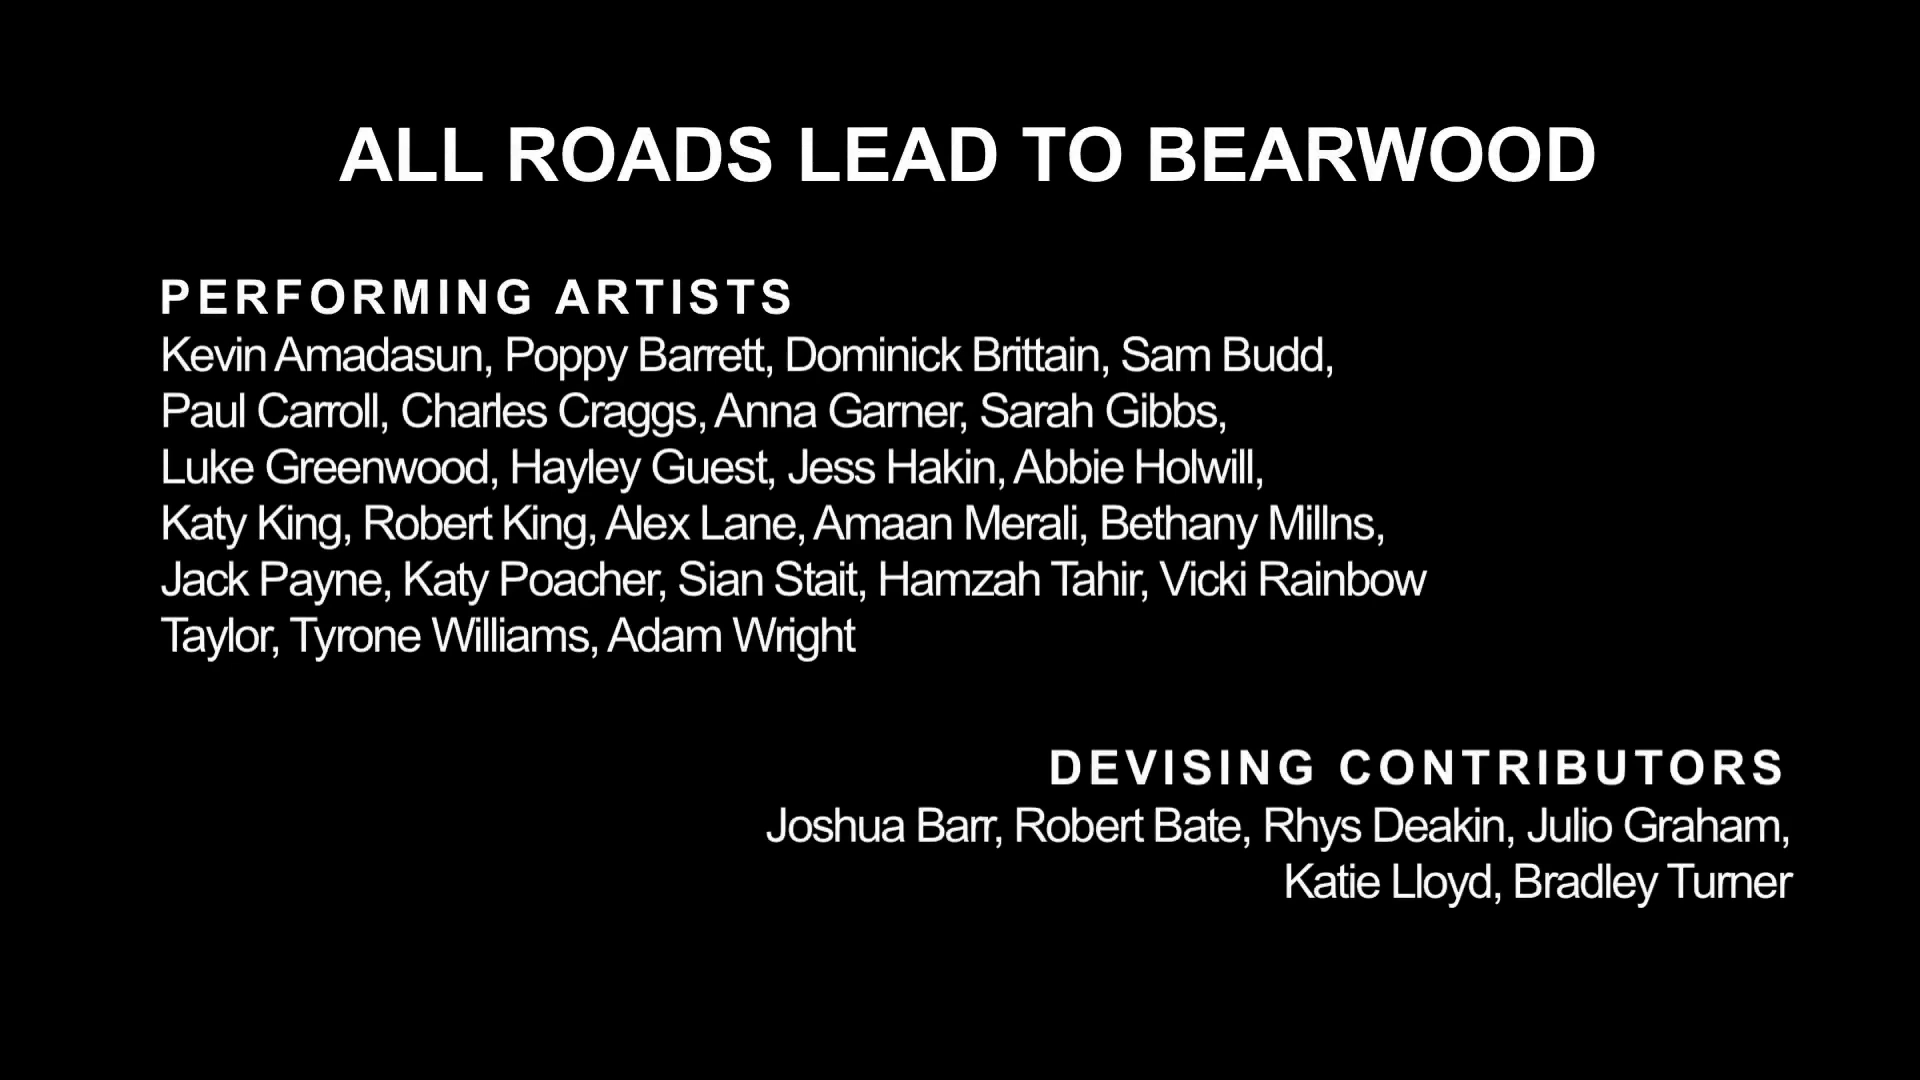 ALL ROADS LEAD TO BEARWOOD
PERFORMING ARTISTS
Kevin Amadasun, Poppy Barrett, Dominick Brittain, Sam Budd,
Paul Carroll, Charles Craggs, Anna Garner, Sarah Gibbs,
Luke Greenwood, Hayley Guest, Jess Hakin, Abbie Holwill,
Katy King, Robert King, Alex Lane, Amaan Merali, Bethany Millns,
Jack Payne, Katy Poacher, Sian Stait, Hamzah Tahir, Vicki Rainbow
Taylor, Tyrone Williams, Adam Wright
DEVISING CONTRIBUTORS
Joshua Barr, Robert Bate, Rhys Deakin, Julio Graham,
Katie Lloyd, Bradley Turner